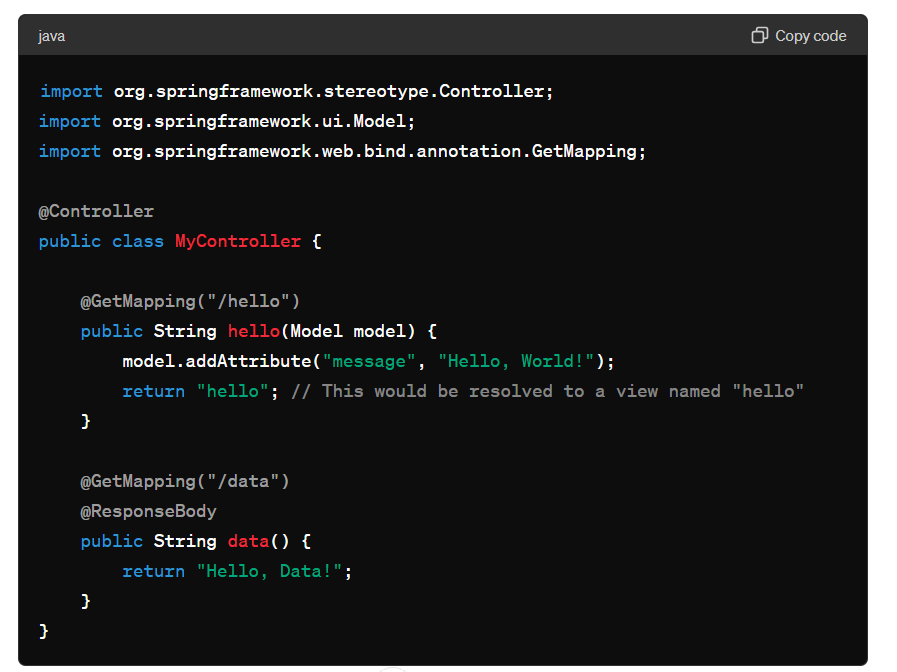 java
Copy code
import org.springframework.stereotype.Controller;
import org.springframework.ui.Model;
import org.springframework.web.bind.annotation.GetMapping;
@Controller
public class MyController {
@GetMapping("/hello")
public String hello(Model model) {
model.addAttribute("message", "Hello, World!");
return "hello"; // This would be resolved to a view named "hello"
}
@GetMapping("/data")
@ResponseBody
public String data() {
return "Hello, Data!";
}
}